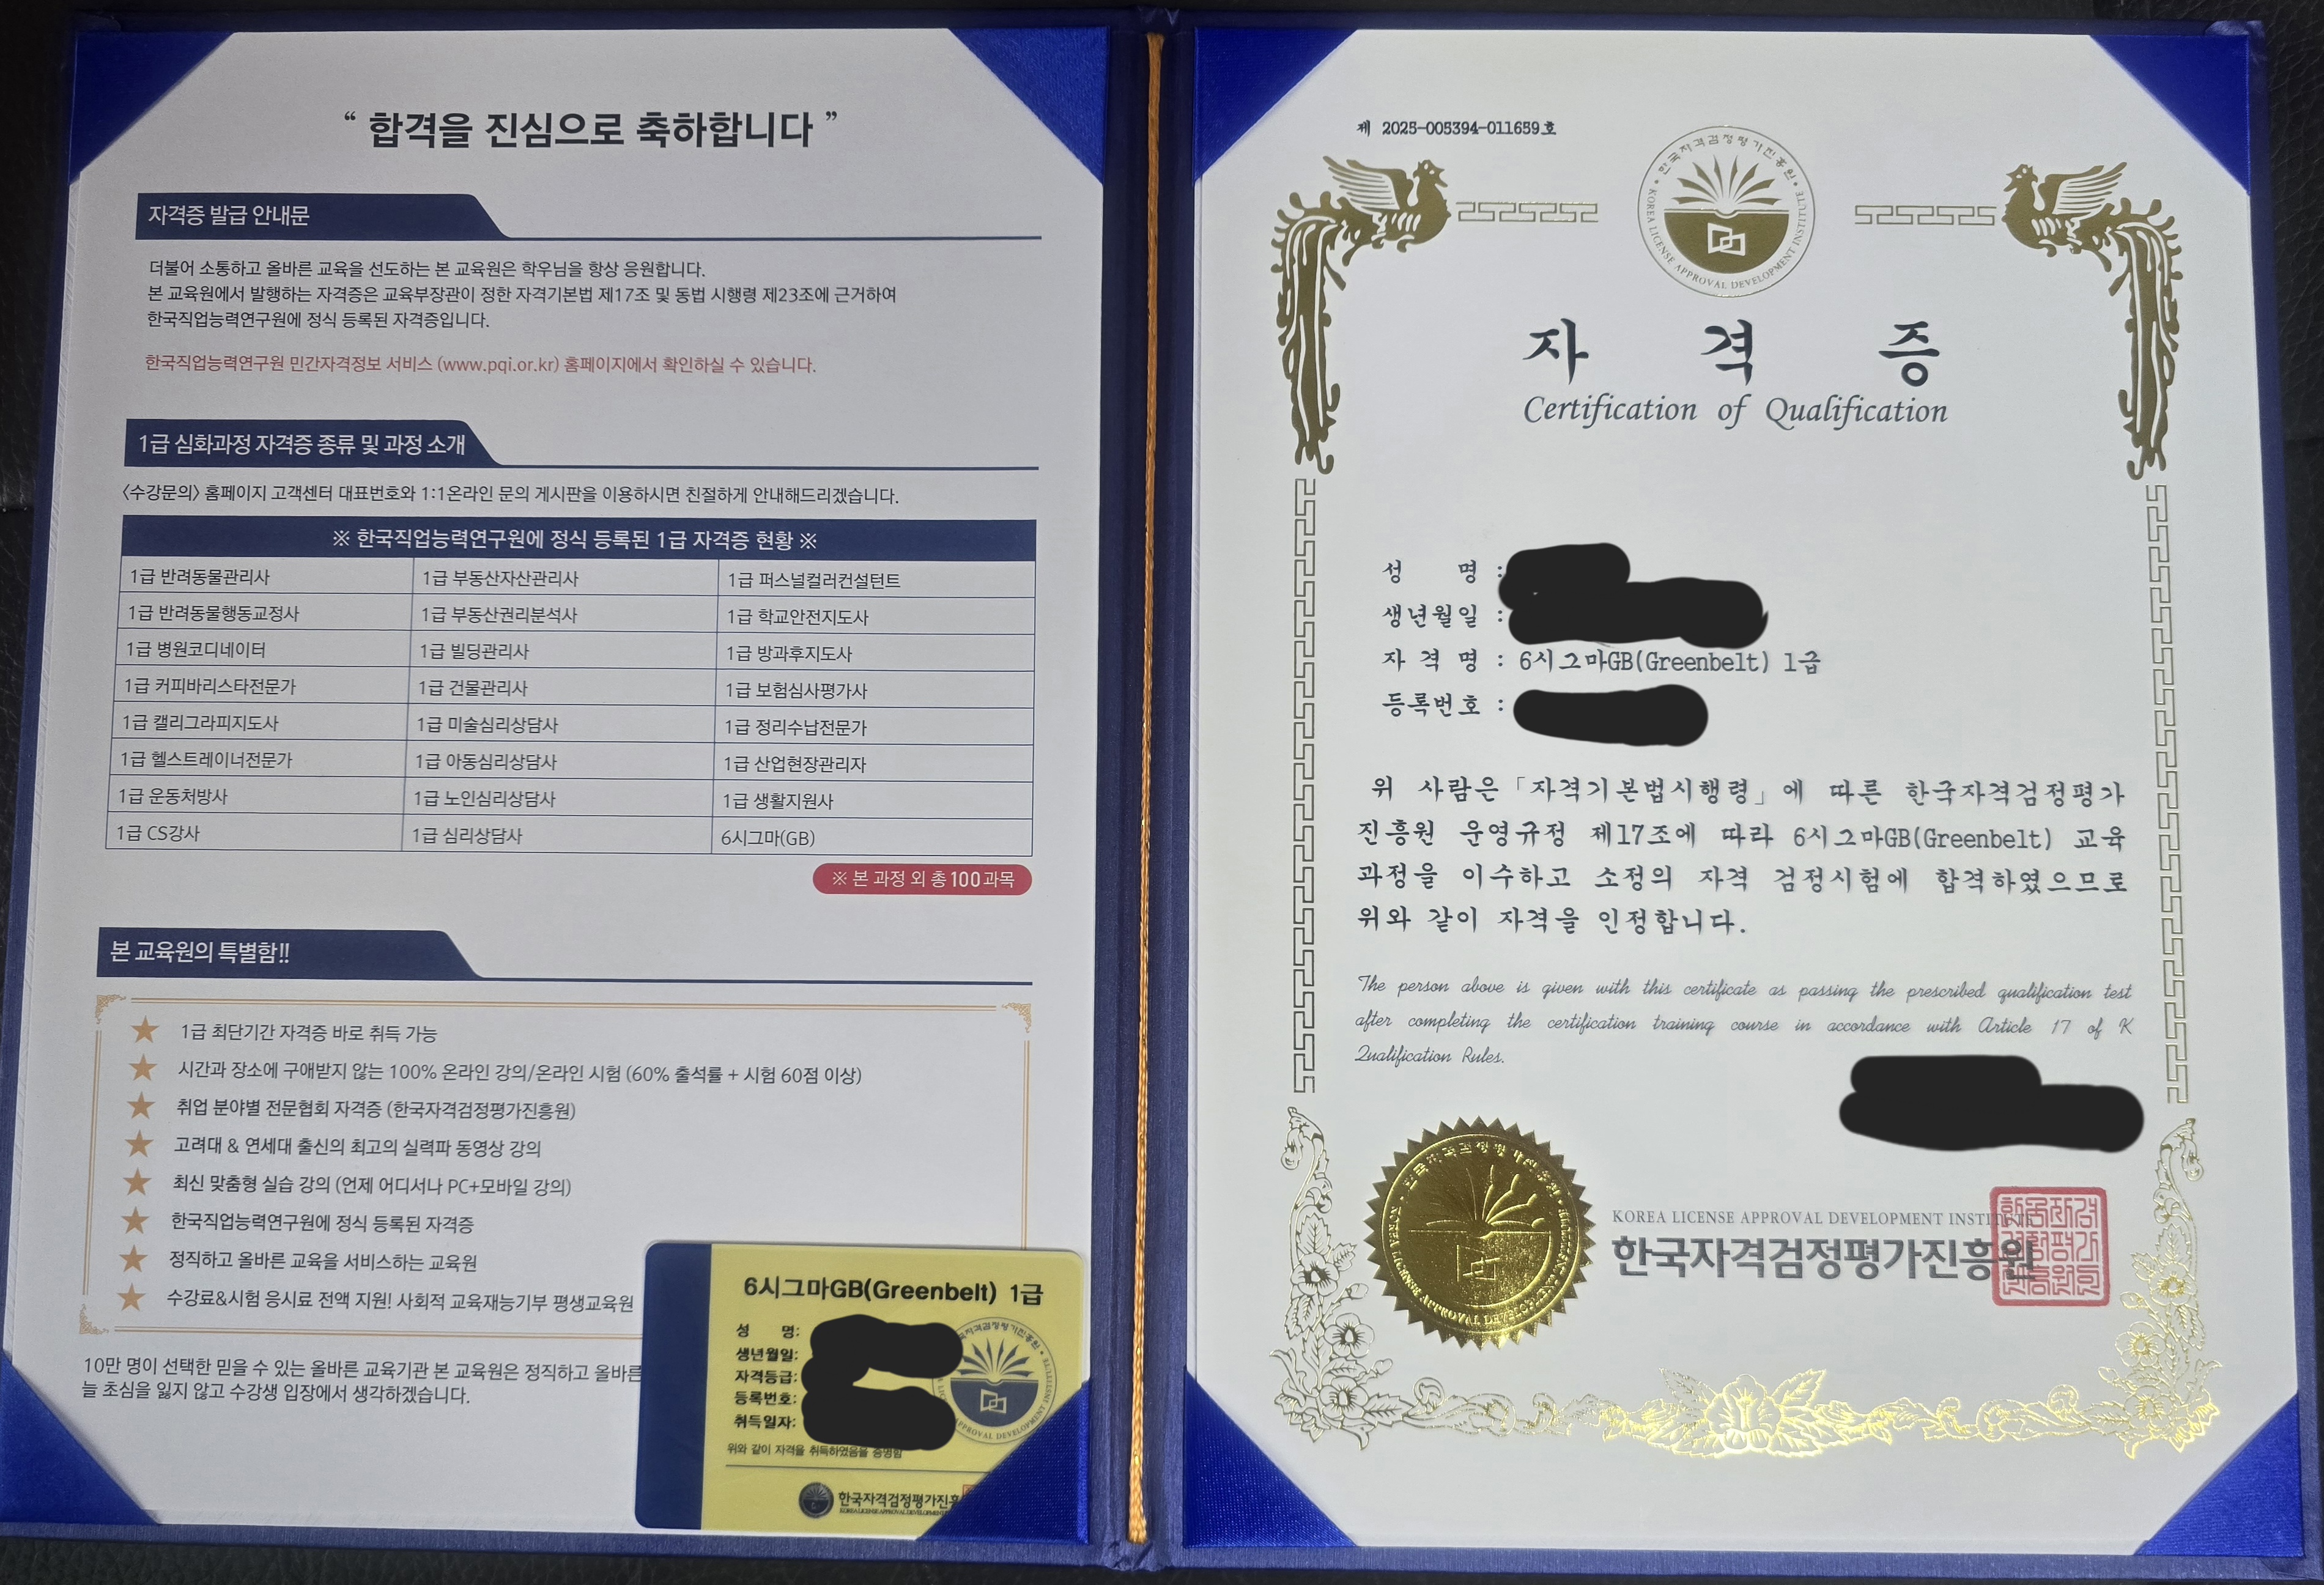 “ 합격을 진심으로 축하합니다 ”
자격증 발급 안내문
더불어 소통하고 올바른 교육을 선도하는 본 교육원은 학우님을 항상 응원합니다.
본 교육원에서 발행하는 자격증은 교육부장관이 정한 자격기본법 제17조 및 동법 시행령 제23조에 근거하여
한국직업능력연구원에 정식 등록된 자격증입니다.
한국직업능력연구원 민간자격정보 서비스 (www.pqi.or.kr) 홈페이지에서 확인하실 수 있습니다.
1급 심화과정 자격증 종류 및 과정 소개
<수강문의> 홈페이지 고객센터 대표번호와 1:1온라인 문의 게시판을 이용하시면 친절하게 안내해드리겠습니다.
※ 한국직업능력연구원에 정식 등록된 1급 자격증 현황 ※
1급 반려동물관리사 1급 부동산자산관리사 1급 퍼스널컬러컨설턴트
1급 반려동물행동교정사 1급 부동산권리분석사 1급 학교안전지도사
1급 병원코디네이터 1급 빌딩관리사 1급 방과후지도사
1급 커피바리스타전문가 1급 건물관리사 1급 보험심사평가사
1급 캘리그라피지도사 1급 미술심리상담사 1급 정리수납전문가
1급 헬스트레이너전문가 1급 아동심리상담사 1급 산업현장관리자
1급 운동처방사 1급 노인심리상담사 1급 생활지원사
1급 CS강사 1급 심리상담사 6시그마(GB)
※ 본 과정 외 총 100과목
본 교육원의 특별함!!
★ 1급 최단기간 자격증 바로 취득 가능
★ 시간과 장소에 구애받지 않는 100% 온라인 강의/온라인 시험 (60% 출석률 + 시험 60점 이상)
★ 취업 분야별 전문협회 자격증 (한국자격검정평가진흥원)
★ 고려대 & 연세대 출신의 최고의 실력파 동영상 강의
★ 최신 맞춤형 실습 강의 (언제 어디서나 PC+모바일 강의)
★ 한국직업능력연구원에 정식 등록된 자격증
★ 정직하고 올바른 교육을 서비스하는 교육원
★ 수강료&시험 응시료 전액 지원! 사회적 교육재능기부 평생교육원
10만 명이 선택한 믿을 수 있는 올바른 교육기관 본 교육원은 정직하고 올바른
늘 초심을 잃지 않고 수강생 입장에서 생각하겠습니다.
6시그마GB(Greenbelt) 1급
성 명:
생년월일:
자격등급:
등록번호:
취득일자:
위와 같이 자격을 취득하였음을 증명함
한국자격검정평가진흥
제 2025-005394-011659호
한국자격검정평가진흥원
KOREA LICENSE APPROVAL DEVELOPMENT INSTITUTE
자 격 증
Certification of Qualification
성 명 :
생년월일 :
자 격 명 : 6시그마GB(Greenbelt) 1급
등록번호 :
위 사람은 「자격기본법시행령」에 따른 한국자격검정평가
진흥원 운영규정 제17조에 따라 6시그마GB(Greenbelt) 교육
과정을 이수하고 소정의 자격 검정시험에 합격하였으므로
위와 같이 자격을 인정합니다.
The person above is given with this certificate as passing the prescribed qualification test
after completing the certification training course in accordance with Article 17 of K
Qualification Rules.
KOREA LICENSE APPROVAL DEVELOPMENT INSTITUTE
한국자격검정평가진흥원